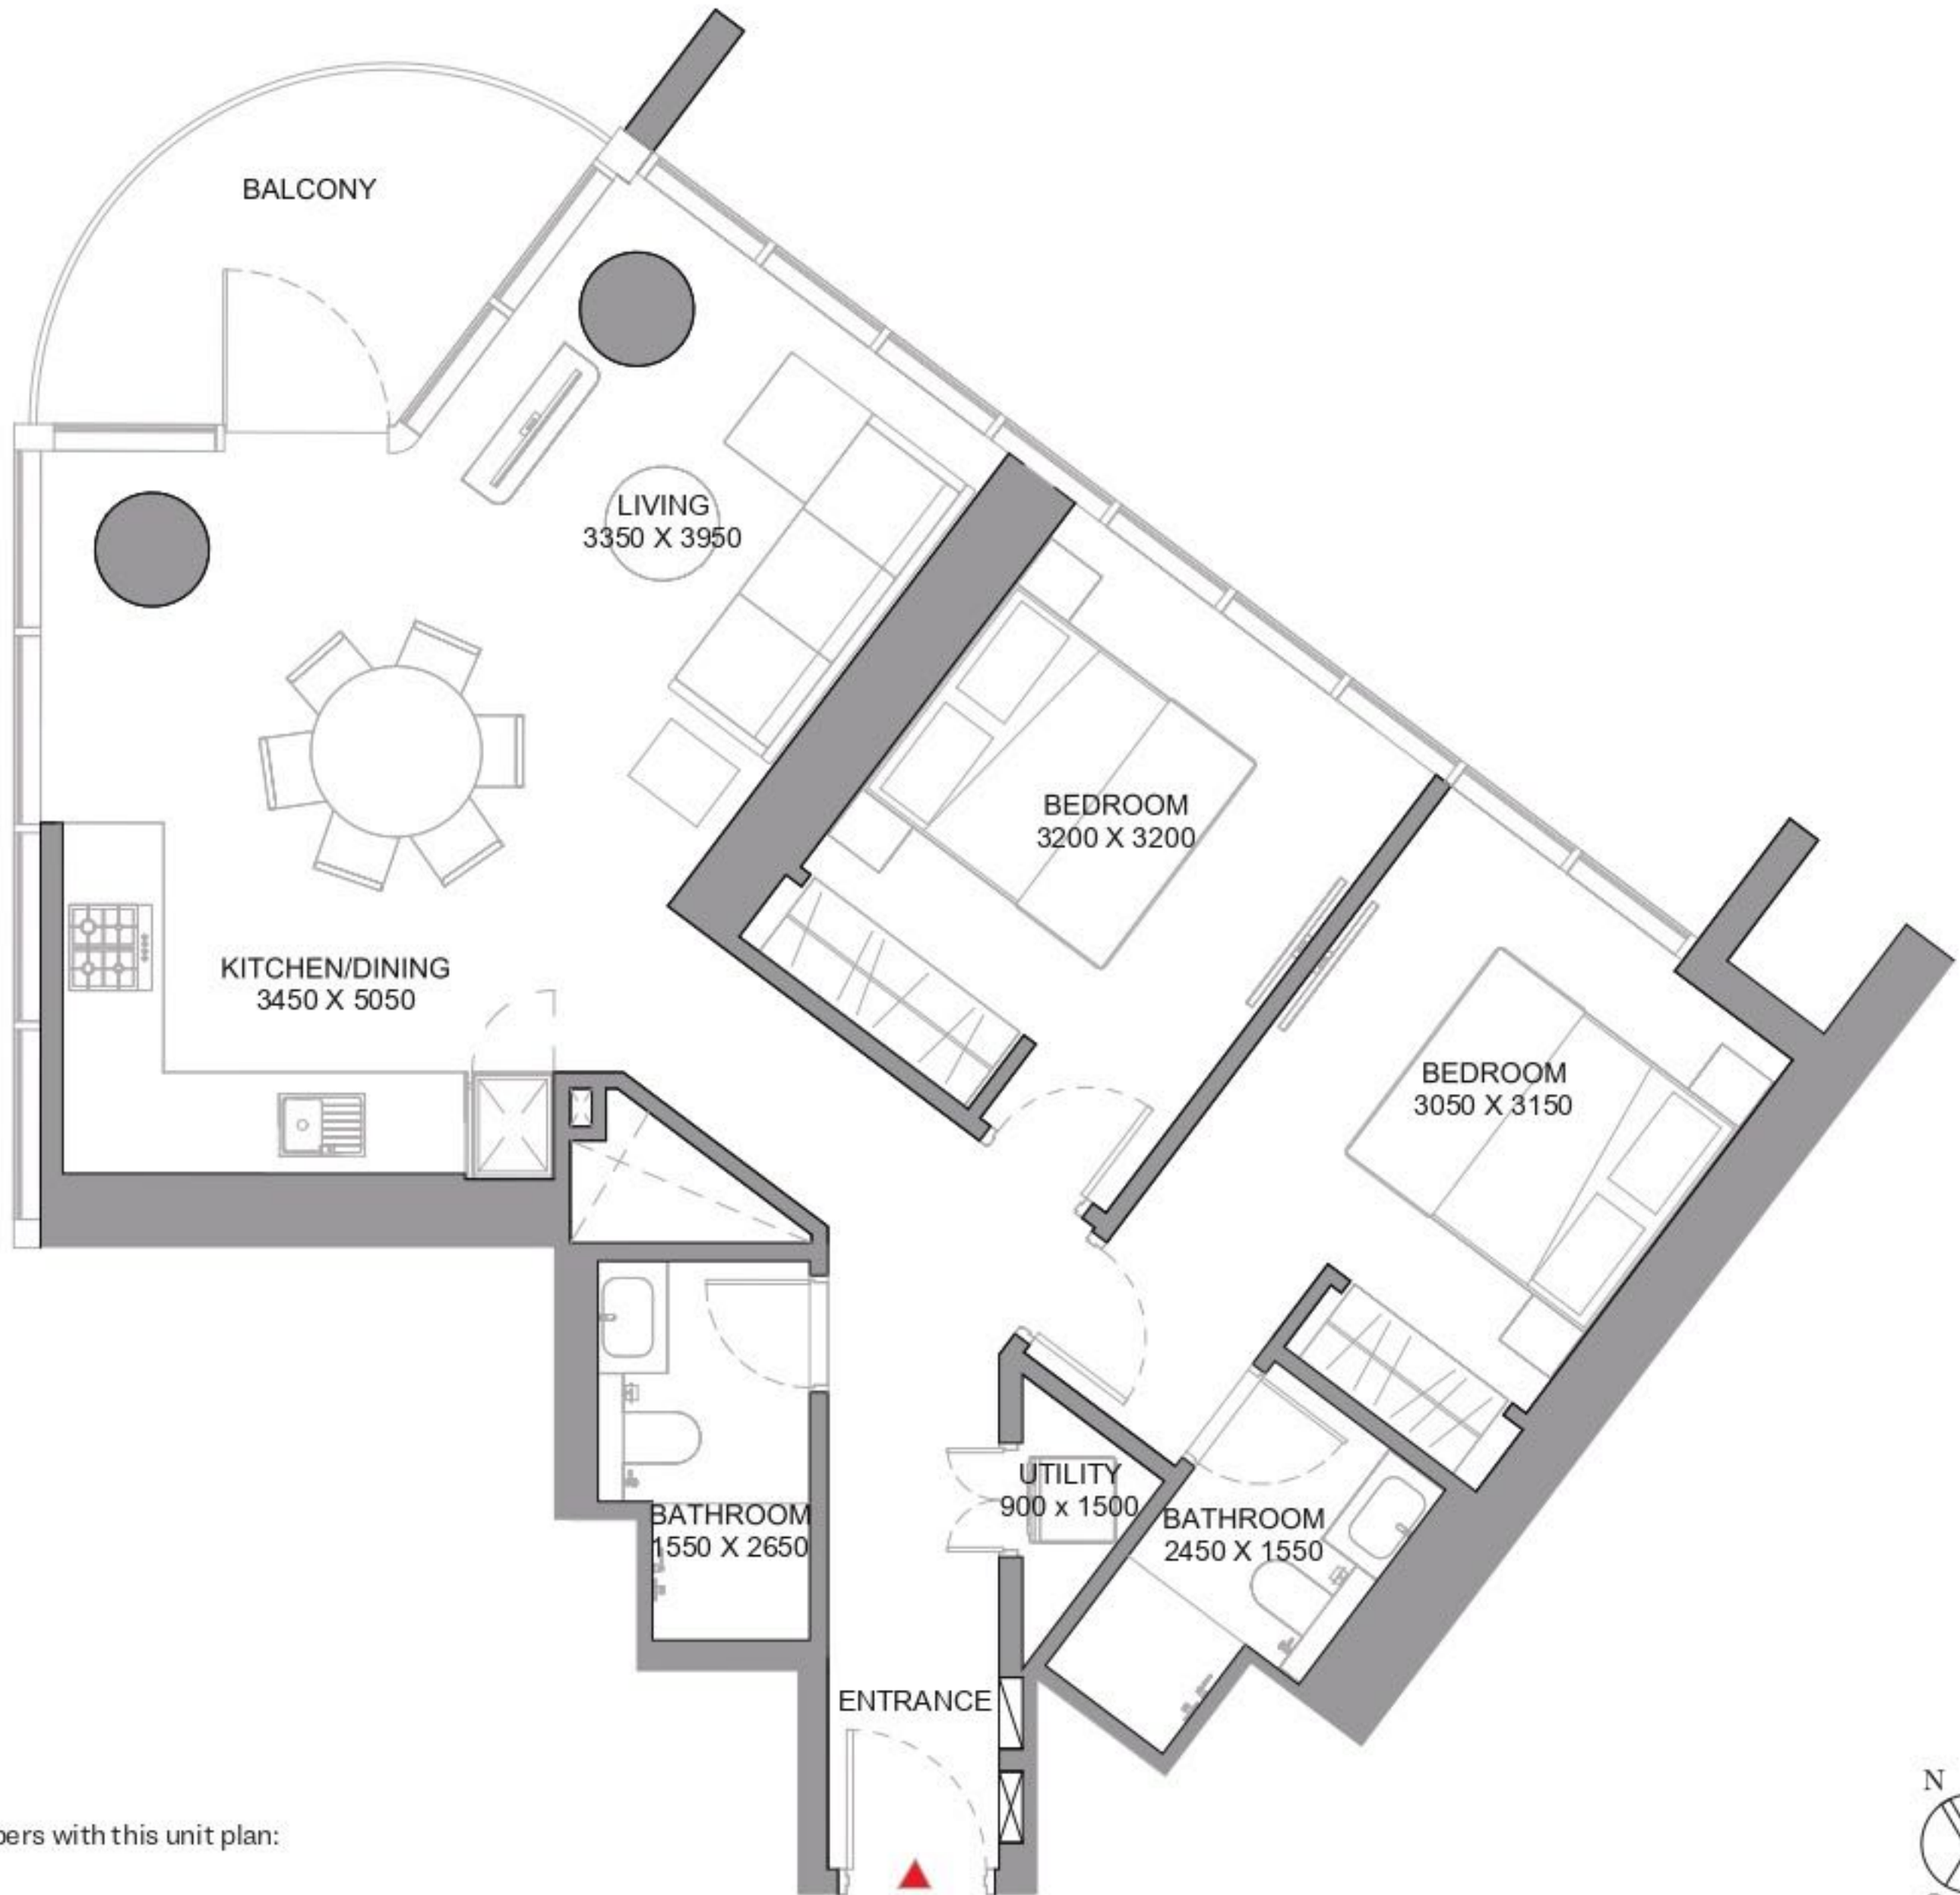 BALCONY
LIVING
3350 X 3950
BEDROOM
3200 X 3200
KITCHEN/DINING
3450 X 5050
BEDROOM
3050 X 3150
UTILITY
900 x 1500
BATHROOM
1550 X 2650
BATHROOM
2450 X 1550
ENTRANCE
N
with this unit plan: